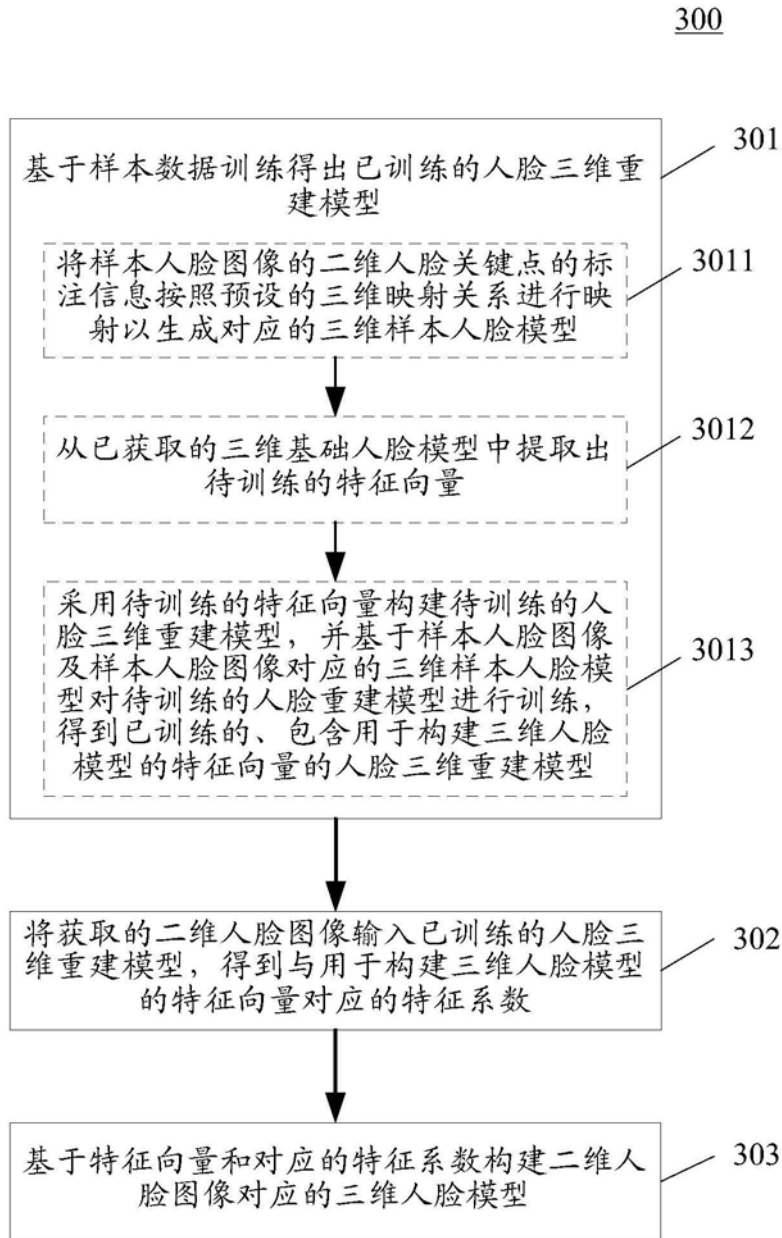 300
301
基于样本数据训练得出已训练的人脸三维重
建模型
3011
将样本人脸图像的二维人脸关键点的标
注信息按照预设的三维映射关系进行映
射以生成对应的三维样本人脸模型
3012
从已获取的三维基础人脸模型中提取出
待训练的特征向量
3013
采用待训练的特征向量构建待训练的人
脸三维重建模型，并基于样本人脸图像
及样本人脸图像对应的三维样本人脸模
型对待训练的人脸重建模型进行训练，
得到已训练的、包含用于构建三维人脸
模型的特征向量的人脸三维重建模型
302
将获取的二维人脸图像输入已训练的人脸三
维重建模型，得到与用于构建三维人脸模型
的特征向量对应的特征系数
303
基于特征向量和对应的特征系数构建二维人
脸图像对应的三维人脸模型